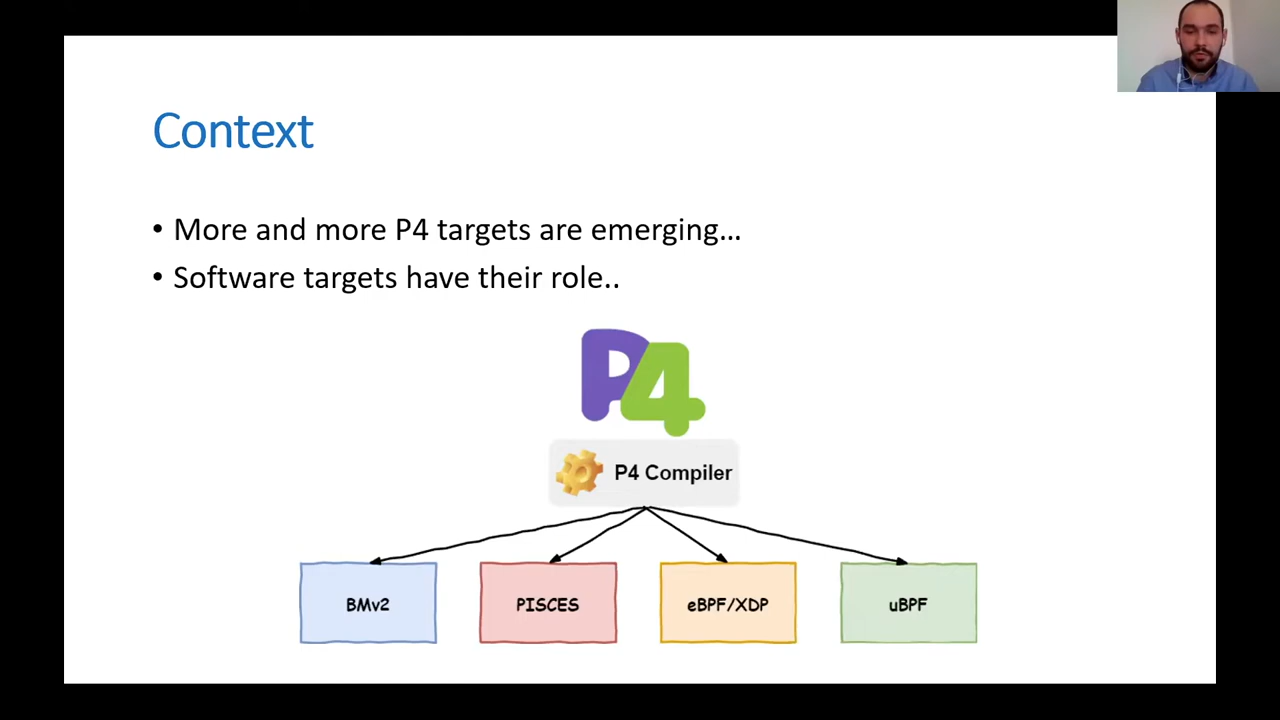 Context
• More and more P4 targets are emerging…
• Software targets have their role..
P4
P4 Compiler
BMv2
PISCES
eBPF/XDP
uBPF